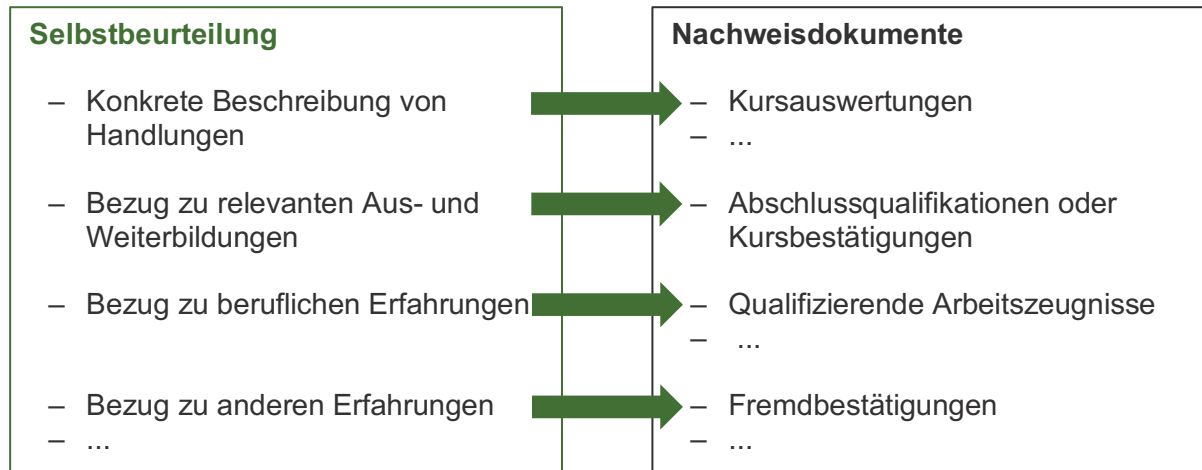 Selbstbeurteilung
– Konkrete Beschreibung von
Handlungen
– Bezug zu relevanten Aus- und
Weiterbildungen
– Bezug zu beruflichen Erfahrungen
– Bezug zu anderen Erfahrungen
– ...
Nachweisdokumente
– Kursauswertungen
– ...
– Abschlussqualifikationen oder
Kursbestätigungen
– Qualifizierende Arbeitszeugnisse
– ...
– Fremdbestätigungen
– ...